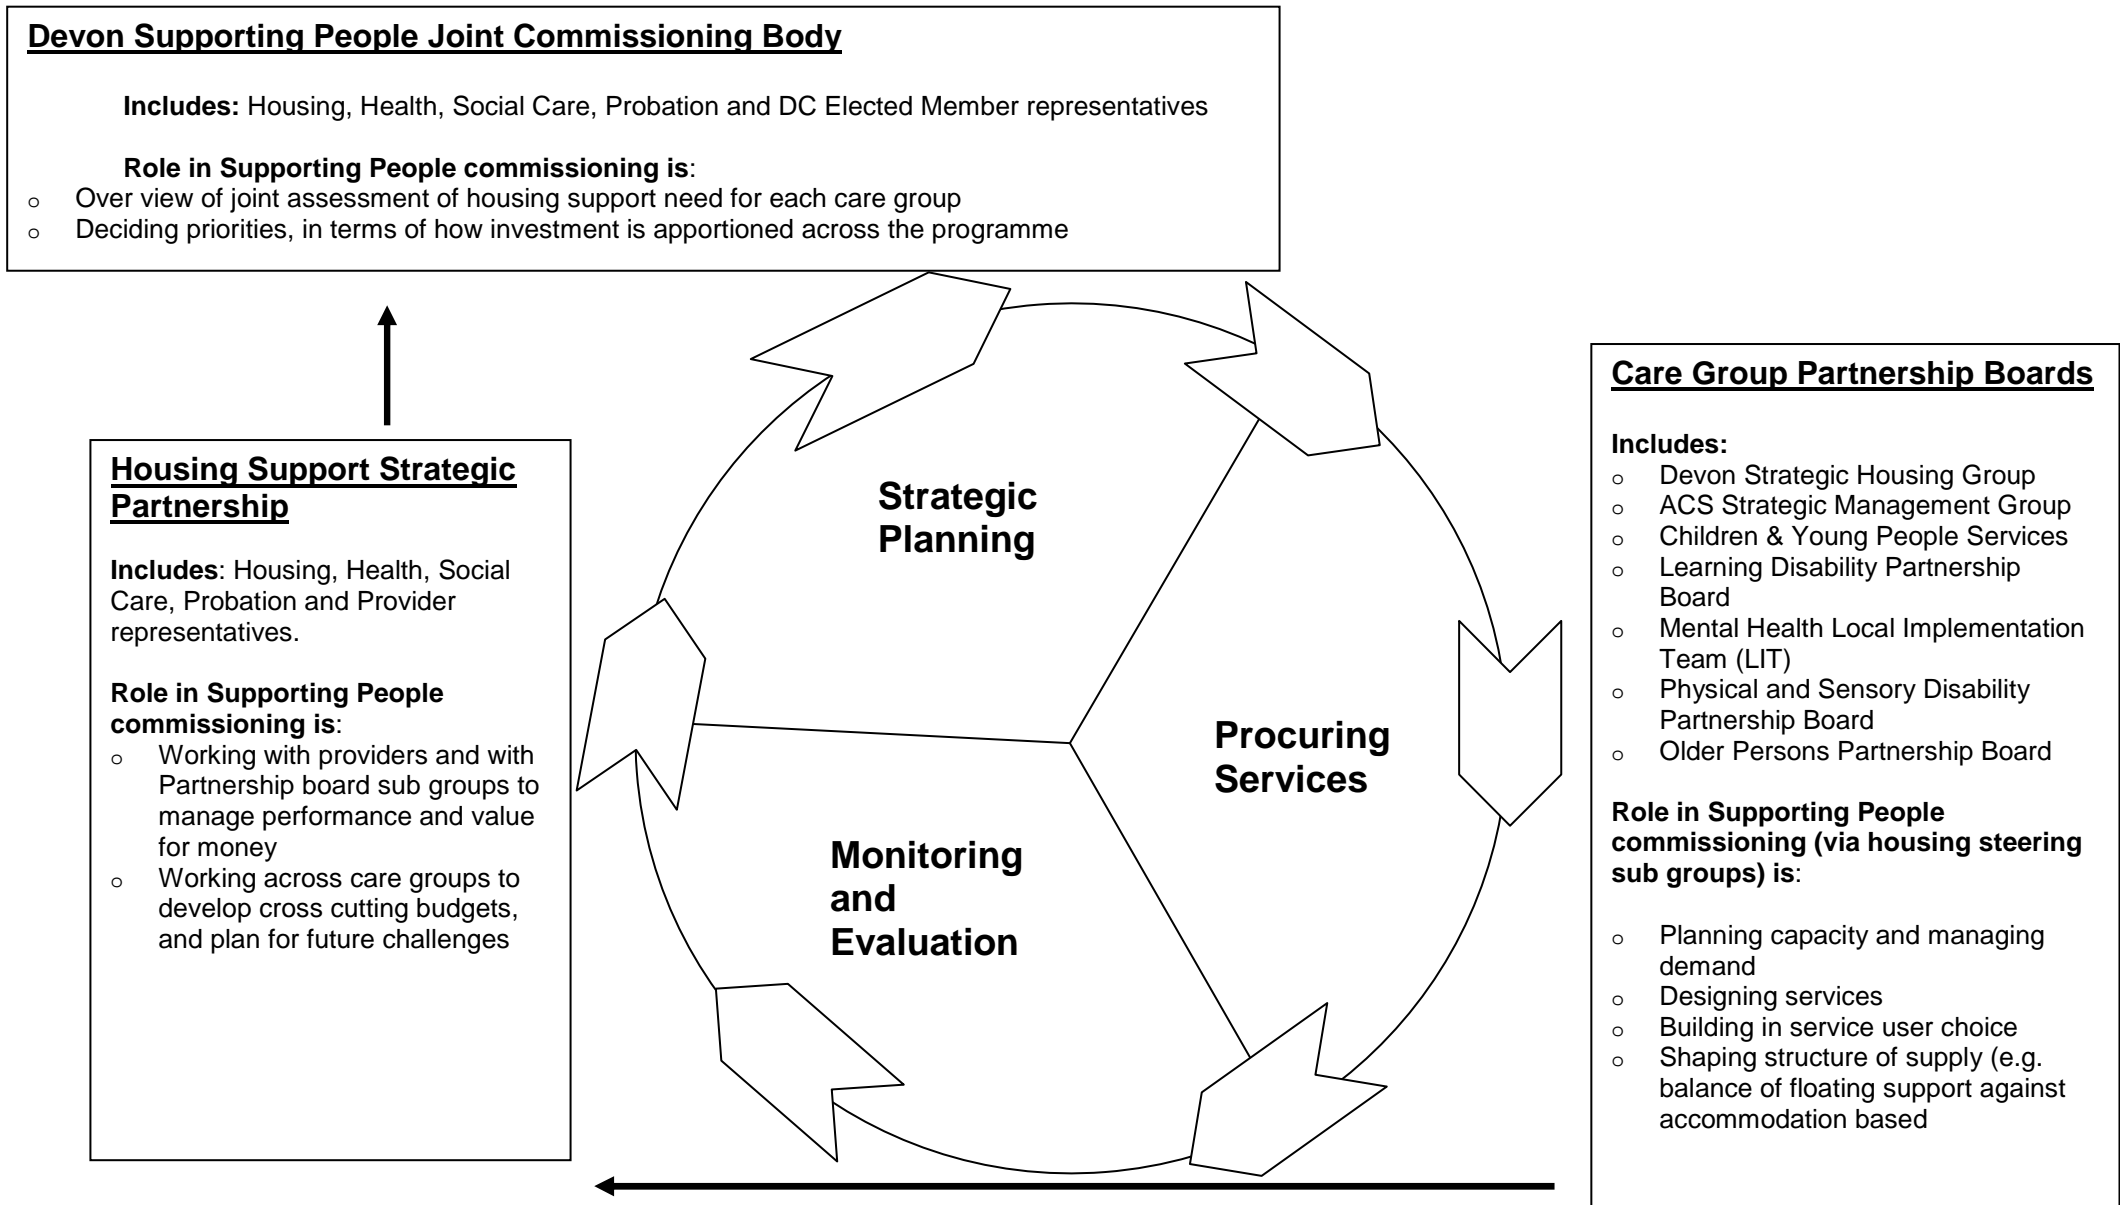 Devon Supporting People Joint Commissioning Body
Includes: Housing, Health, Social Care, Probation and DC Elected Member representatives
Role in Supporting People commissioning is:
o Over view of joint assessment of housing support need for each care group
o Deciding priorities, in terms of how investment is apportioned across the programme
Housing Support Strategic
Partnership
Includes: Housing, Health, Social
Care, Probation and Provider
representatives.
Role in Supporting People
commissioning is:
o Working with providers and with
Partnership board sub groups to
manage performance and value
for money
o Working across care groups to
develop cross cutting budgets,
and plan for future challenges
Strategic
Planning
Procuring
Services
Monitoring
and
Evaluation
Care Group Partnership Boards
Includes:
o Devon Strategic Housing Group
o ACS Strategic Management Group
o Children & Young People Services
o Learning Disability Partnership
Board
o Mental Health Local Implementation
Team (LIT)
o Physical and Sensory Disability
Partnership Board
o Older Persons Partnership Board
Role in Supporting People
commissioning (via housing steering
sub groups) is:
o Planning capacity and managing
demand
o Designing services
o Building in service user choice
o Shaping structure of supply (e.g.
balance of floating support against
accommodation based